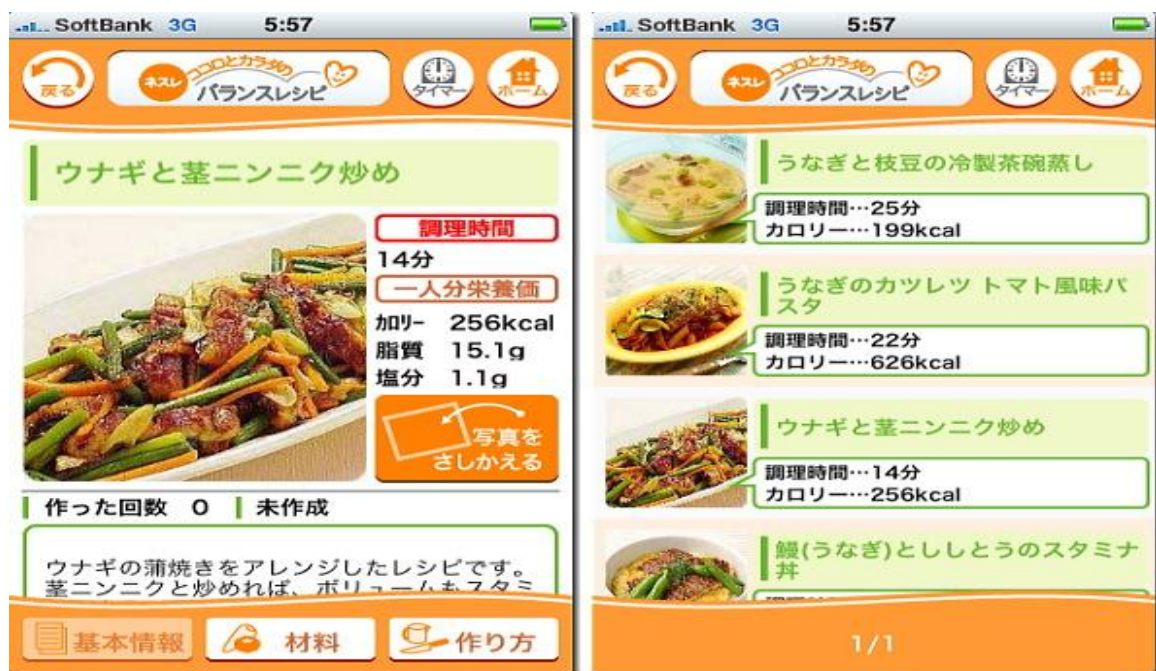 SoftBank 3G 5:57
戻る
ネスレ ココロとカラダの
バランスレシピ
タイマー
ホーム
ウナギと茎ニンニク炒め
調理時間
14分
一人分栄養価
カロリー 256kcal
脂質 15.1g
塩分 1.1g
写真を
さしかえる
作った回数 0 未作成
ウナギの蒲焼きをアレンジしたレシピです。
茎ニンニクと炒めれば、ボリュームもスタミ
基本情報 材料 作り方
SoftBank 3G 5:57
戻る
ネスレ ココロとカラダの
バランスレシピ
タイマー
ホーム
うなぎと枝豆の冷製茶碗蒸し
調理時間…25分
カロリー…199kcal
うなぎのカツレツ トマト風味パ
スタ
調理時間…22分
カロリー…626kcal
ウナギと茎ニンニク炒め
調理時間…14分
カロリー…256kcal
鰻(うなぎ)とししとうのスタミナ
丼
1/1